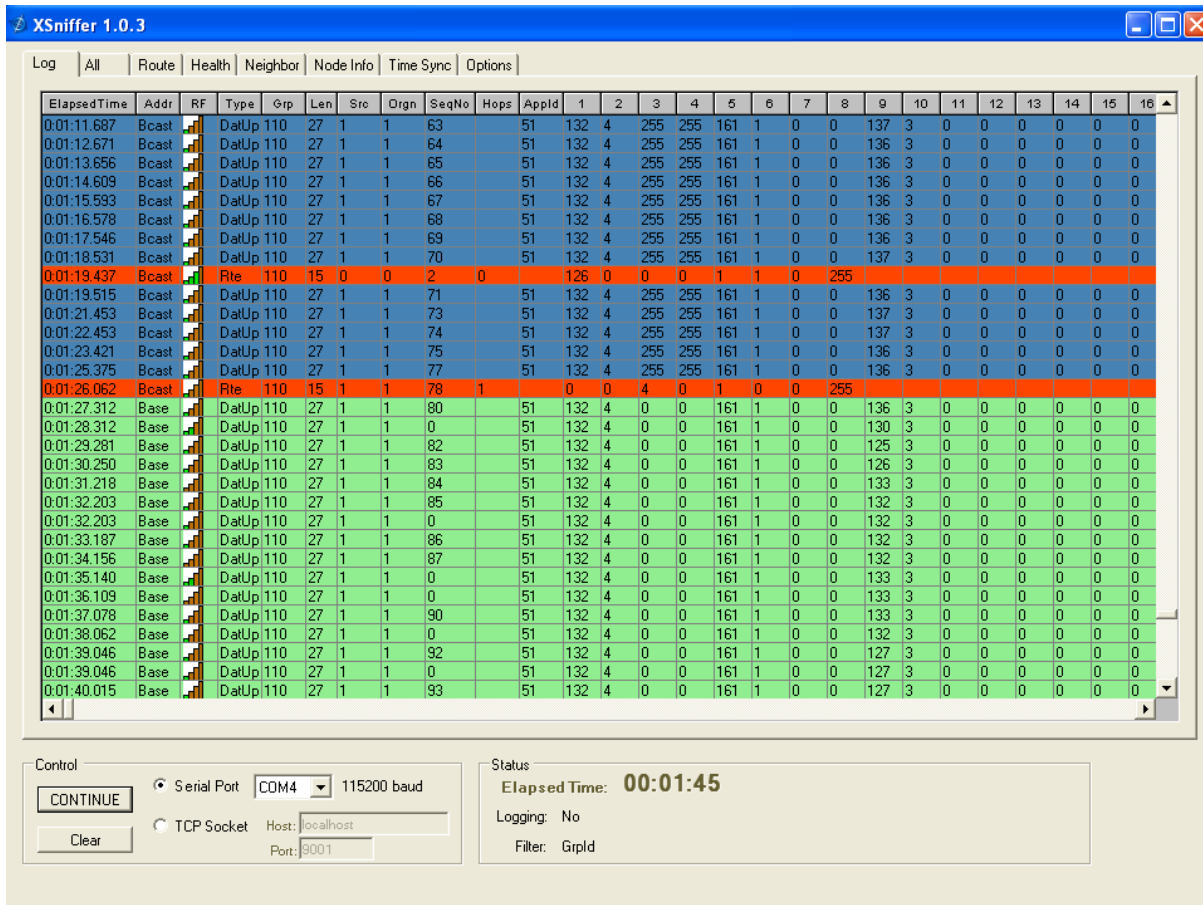 XSniffer 1.0.3
Log All Route Health Neighbor Node Info Time Sync Options
ElapsedTime Addr RF Type Grp Len Src Orgn SeqNo Hops AppId 1 2 3 4 5 6 7 8 9 10 11 12 13 14 15 16
0:01:11.687 Bcast DatUp 110 27 1 1 63 51 132 4 255 255 161 1 0 0 137 3 0 0 0 0 0 0
0:01:12.671 Bcast DatUp 110 27 1 1 64 51 132 4 255 255 161 1 0 0 136 3 0 0 0 0 0 0
0:01:13.656 Bcast DatUp 110 27 1 1 65 51 132 4 255 255 161 1 0 0 136 3 0 0 0 0 0 0
0:01:14.609 Bcast DatUp 110 27 1 1 66 51 132 4 255 255 161 1 0 0 136 3 0 0 0 0 0 0
0:01:15.593 Bcast DatUp 110 27 1 1 67 51 132 4 255 255 161 1 0 0 136 3 0 0 0 0 0 0
0:01:16.578 Bcast DatUp 110 27 1 1 68 51 132 4 255 255 161 1 0 0 136 3 0 0 0 0 0 0
0:01:17.546 Bcast DatUp 110 27 1 1 69 51 132 4 255 255 161 1 0 0 136 3 0 0 0 0 0 0
0:01:18.531 Bcast DatUp 110 27 1 1 70 51 132 4 255 255 161 1 0 0 137 3 0 0 0 0 0 0
0:01:19.437 Bcast Rte 110 15 0 0 2 0 126 0 0 0 1 1 0 255
0:01:19.515 Bcast DatUp 110 27 1 1 71 51 132 4 255 255 161 1 0 0 136 3 0 0 0 0 0 0
0:01:21.453 Bcast DatUp 110 27 1 1 73 51 132 4 255 255 161 1 0 0 137 3 0 0 0 0 0 0
0:01:22.453 Bcast DatUp 110 27 1 1 74 51 132 4 255 255 161 1 0 0 137 3 0 0 0 0 0 0
0:01:23.421 Bcast DatUp 110 27 1 1 75 51 132 4 255 255 161 1 0 0 136 3 0 0 0 0 0 0
0:01:25.375 Bcast DatUp 110 27 1 1 77 51 132 4 255 255 161 1 0 0 136 3 0 0 0 0 0 0
0:01:26.062 Bcast Rte 110 15 1 1 78 1 0 0 4 0 1 0 0 255
0:01:27.312 Base DatUp 110 27 1 1 80 51 132 4 0 0 161 1 0 0 136 3 0 0 0 0 0 0
0:01:28.312 Base DatUp 110 27 1 1 0 51 132 4 0 0 161 1 0 0 130 3 0 0 0 0 0 0
0:01:29.281 Base DatUp 110 27 1 1 82 51 132 4 0 0 161 1 0 0 125 3 0 0 0 0 0 0
0:01:30.250 Base DatUp 110 27 1 1 83 51 132 4 0 0 161 1 0 0 126 3 0 0 0 0 0 0
0:01:31.218 Base DatUp 110 27 1 1 84 51 132 4 0 0 161 1 0 0 133 3 0 0 0 0 0 0
0:01:32.203 Base DatUp 110 27 1 1 85 51 132 4 0 0 161 1 0 0 132 3 0 0 0 0 0 0
0:01:32.203 Base DatUp 110 27 1 1 0 51 132 4 0 0 161 1 0 0 132 3 0 0 0 0 0 0
0:01:33.187 Base DatUp 110 27 1 1 86 51 132 4 0 0 161 1 0 0 132 3 0 0 0 0 0 0
0:01:34.156 Base DatUp 110 27 1 1 87 51 132 4 0 0 161 1 0 0 132 3 0 0 0 0 0 0
0:01:35.140 Base DatUp 110 27 1 1 0 51 132 4 0 0 161 1 0 0 133 3 0 0 0 0 0 0
0:01:36.109 Base DatUp 110 27 1 1 0 51 132 4 0 0 161 1 0 0 133 3 0 0 0 0 0 0
0:01:37.078 Base DatUp 110 27 1 1 90 51 132 4 0 0 161 1 0 0 133 3 0 0 0 0 0 0
0:01:38.062 Base DatUp 110 27 1 1 0 51 132 4 0 0 161 1 0 0 132 3 0 0 0 0 0 0
0:01:39.046 Base DatUp 110 27 1 1 92 51 132 4 0 0 161 1 0 0 127 3 0 0 0 0 0 0
0:01:39.046 Base DatUp 110 27 1 1 0 51 132 4 0 0 161 1 0 0 127 3 0 0 0 0 0 0
0:01:40.015 Base DatUp 110 27 1 1 93 51 132 4 0 0 161 1 0 0 127 3 0 0 0 0 0 0
Control
CONTINUE
Clear
Serial Port COM4 115200 baud
TCP Socket Host: localhost
Port: 9001
Status
Elapsed Time: 00:01:45
Logging: No
Filter: GrpId